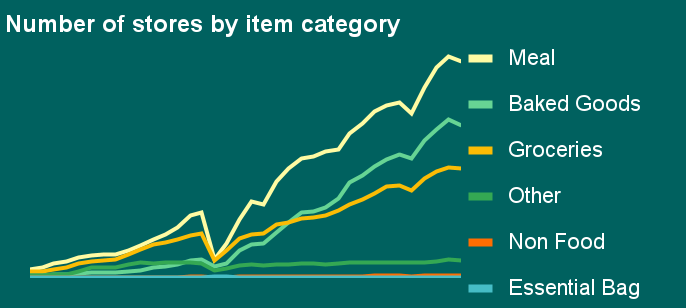 Number of stores by item category
Meal
Baked Goods
Groceries
Other
Non Food
Essential Bag